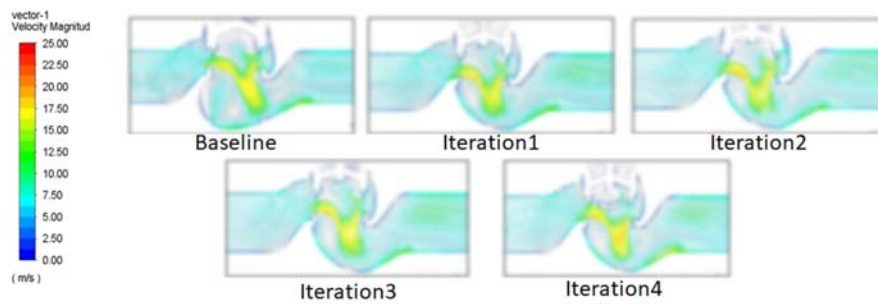 vector-1
Velocity Magnitud
25.00
22.50
20.00
17.50
15.00
12.50
10.00
7.50
5.00
2.50
0.00
( m/s )
Baseline
Iteration1
Iteration2
Iteration3
Iteration4